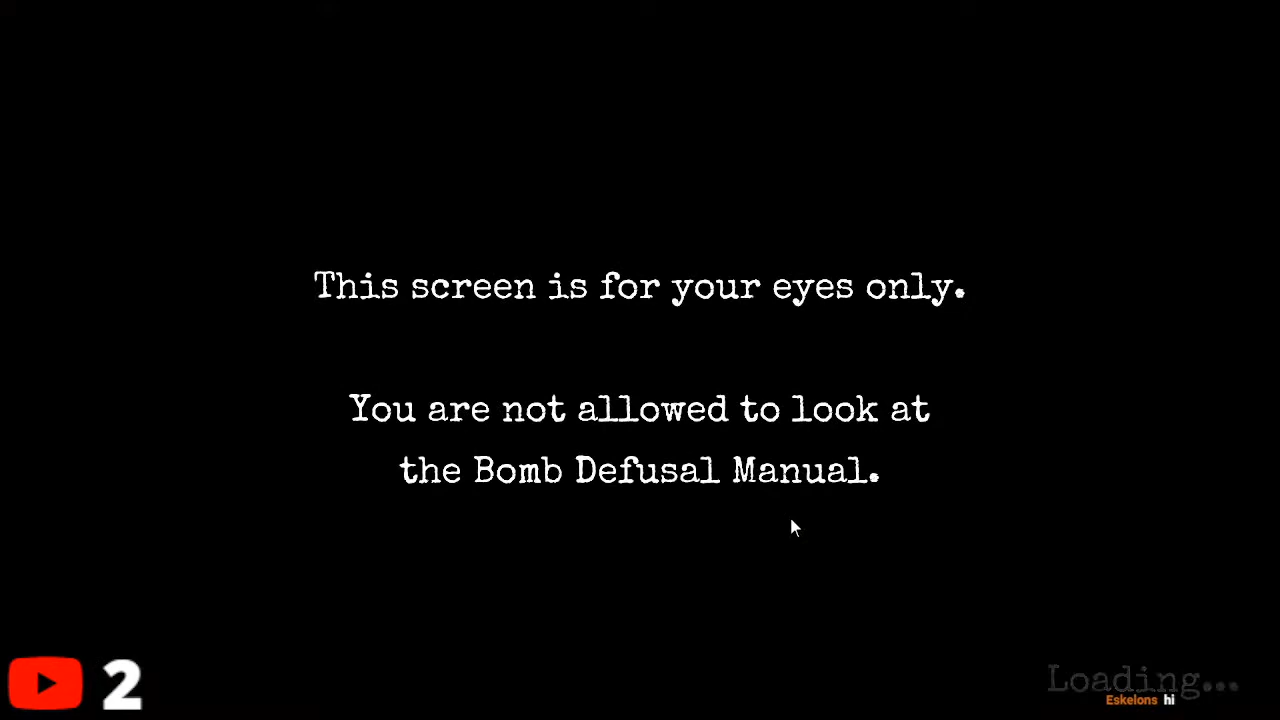 This screen is for your eyes only.
You are not allowed to look at
the Bomb Defusal Manual.
2
Loading...
Eskelons hi